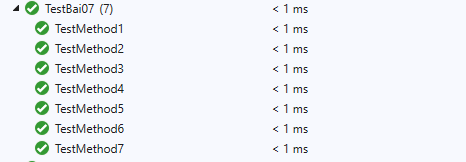 TestBai07 (7) < 1 ms
TestMethod1 < 1 ms
TestMethod2 < 1 ms
TestMethod3 < 1 ms
TestMethod4 < 1 ms
TestMethod5 < 1 ms
TestMethod6 < 1 ms
TestMethod7 < 1 ms